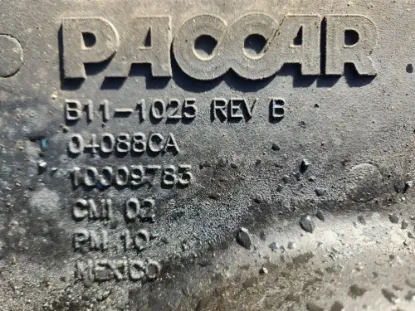 PACCAR
B11-1025 REV B
04088CA
10009783
CMI 02
PM 10
MEXICO